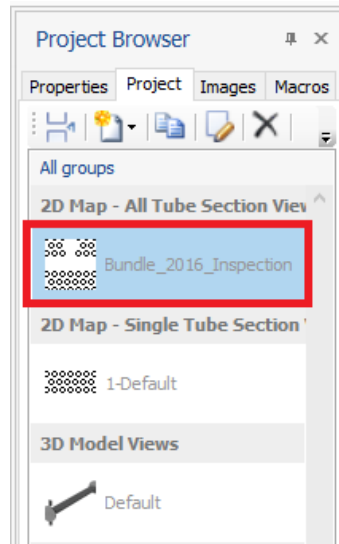 Project Browser
Properties Project Images Macros
All groups
2D Map - All Tube Section View
Bundle_2016_Inspection
2D Map - Single Tube Section
1-Default
3D Model Views
Default